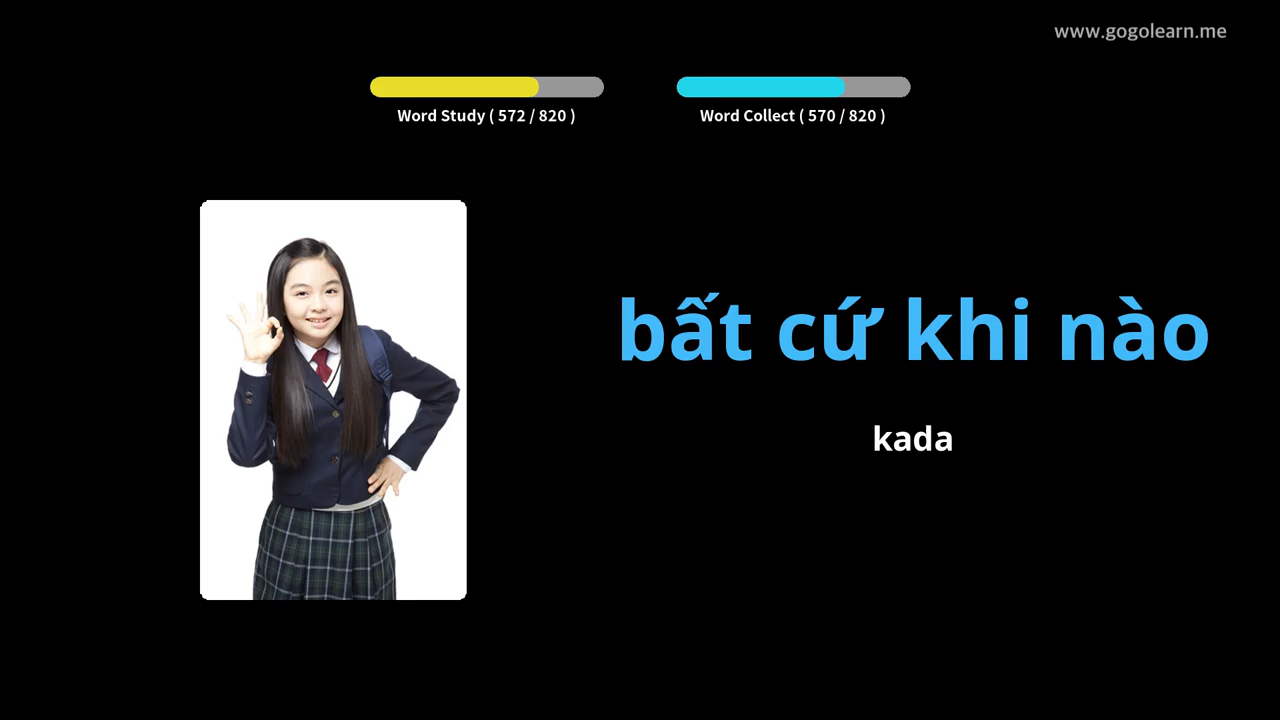 www.gogolearn.me
Word Study ( 572 / 820 )
Word Collect ( 570 / 820 )
bất cứ khi nào
kada